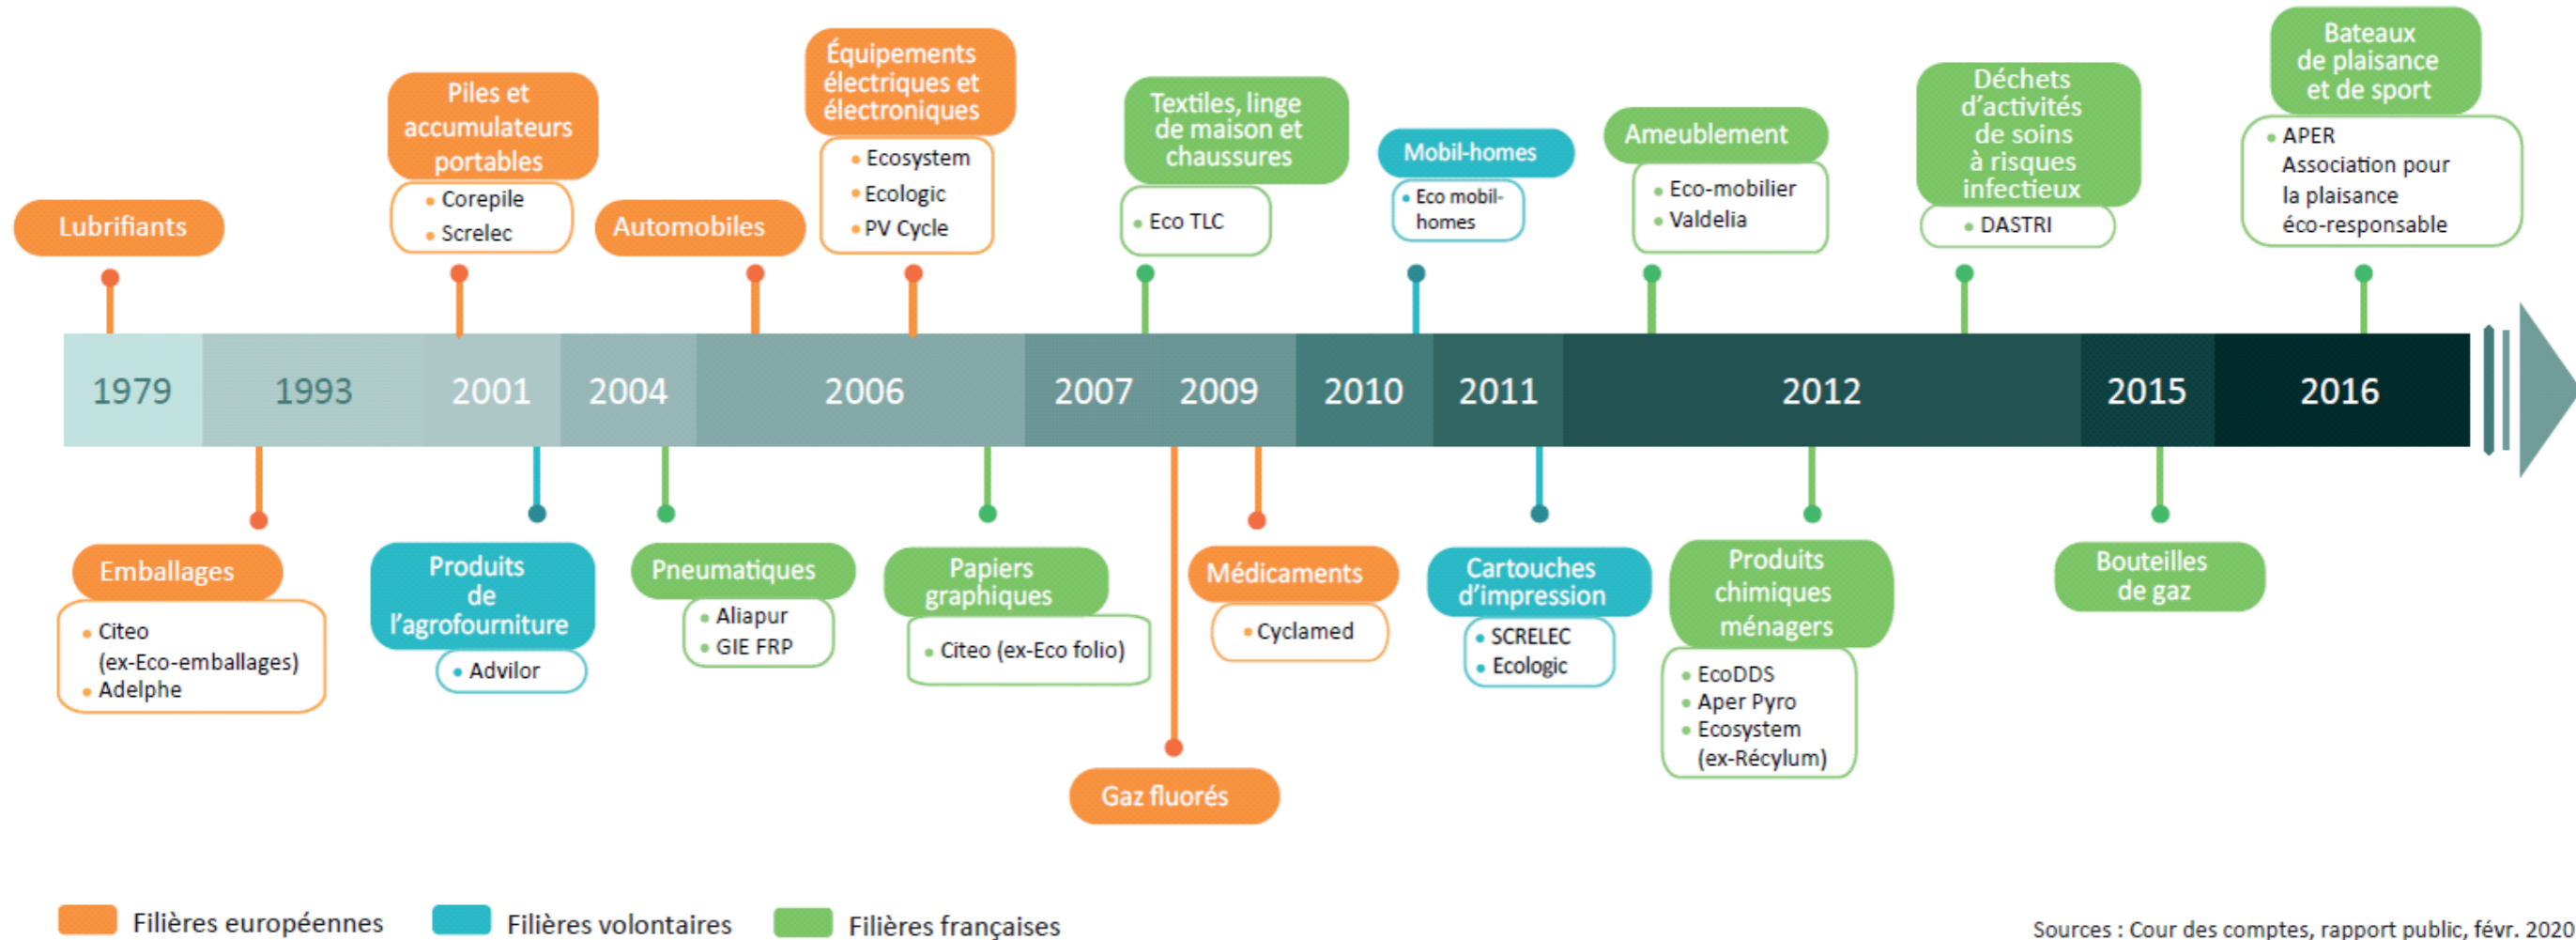 Lubrifiants
Piles et
accumulateurs
portables
• Corepile
• Screlec
Automobiles
Équipements
électriques et
électroniques
• Ecosystem
• Ecologic
• PV Cycle
Textiles, linge
de maison et
chaussures
• Eco TLC
Mobil-homes
• Eco mobil-
homes
Ameublement
• Eco-mobilier
• Valdelia
Déchets
d’activités
de soins
à risques
infectieux
• DASTRI
Bateaux
de plaisance
et de sport
• APER
Association pour
la plaisance
éco-responsable
1979 1993 2001 2004 2006 2007 2009 2010 2011 2012 2015 2016
Emballages
• Citeo
(ex-Eco-emballages)
• Adelphe
Produits
de
l’agrofourniture
• Advilor
Pneumatiques
• Aliapur
• GIE FRP
Papiers
graphiques
• Citeo (ex-Eco folio)
Gaz fluorés
Médicaments
• Cyclamed
Cartouches
d’impression
• SCRELEC
• Ecologic
Produits
chimiques
ménagers
• EcoDDS
• Aper Pyro
• Ecosystem
(ex-Récylum)
Bouteilles
de gaz
Filières européennes
Filières volontaires
Filières françaises
Sources : Cour des comptes, rapport public, févr. 2020